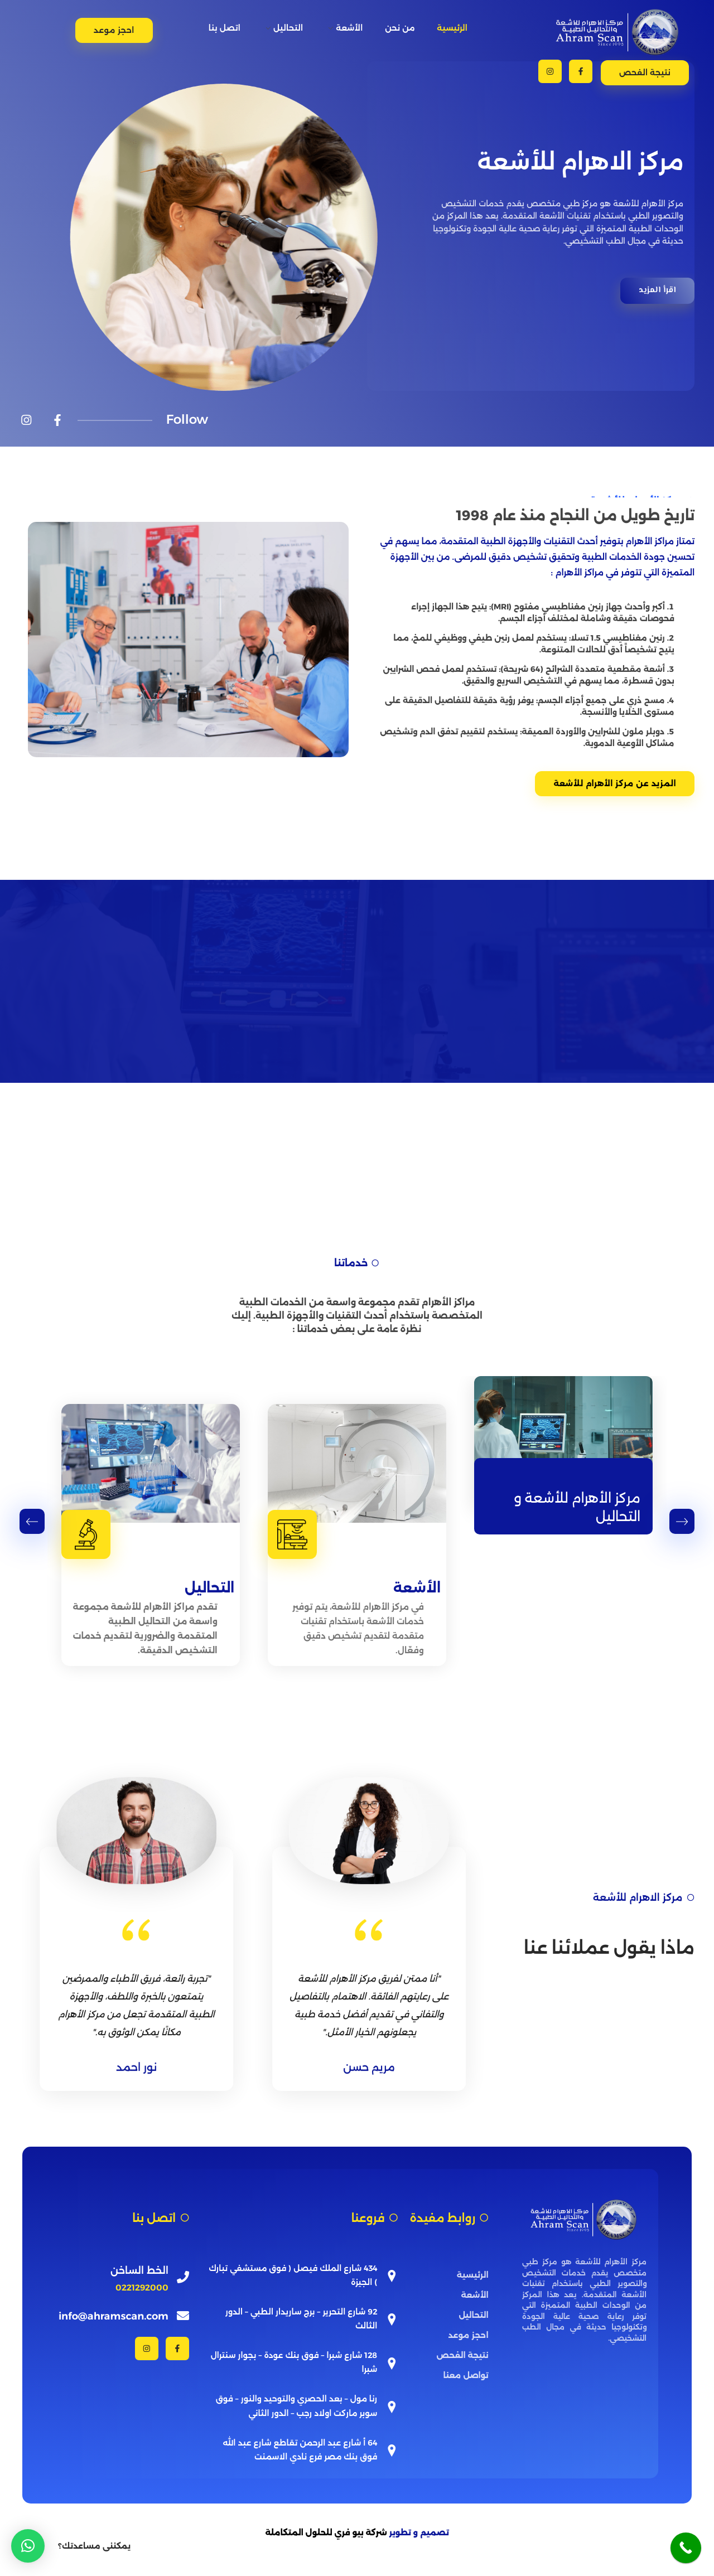 مركز الاهرام للأشعة
والتحاليل الطبية
Ahram Scan
Since 1998
الرئيسية
من نحن
الأشعة
التحاليل
اتصل بنا
احجز موعد
نتيجة الفحص
مركز الاهرام للأشعة
مركز الأهرام للأشعة هو مركز طبي متخصص يقدم خدمات التشخيص
والتصوير الطبي باستخدام تقنيات الأشعة المتقدمة. يعد هذا المركز من
الوحدات الطبية المتميزة التي توفر رعاية صحية عالية الجودة وتكنولوجيا
حديثة في مجال الطب التشخيصي.
اقرأ المزيد
Follow
تاريخ طويل من النجاح منذ عام 1998
تمتاز مراكز الأهرام بتوفير أحدث التقنيات والأجهزة الطبية المتقدمة، مما يسهم في
تحسين جودة الخدمات الطبية وتحقيق تشخيص دقيق للمرضى. من بين الأجهزة
المتميزة التي تتوفر في مراكز الأهرام :
1. أكبر وأحدث جهاز رنين مغناطيسي مفتوح (MRI): يتيح هذا الجهاز إجراء
فحوصات دقيقة وشاملة لمختلف أجزاء الجسم.
2. رنين مغناطيسي 1.5 تسلا: يستخدم لعمل رنين طيفي ووظيفي للمخ، مما
يتيح تشخيصاً أدق للحالات المتنوعة.
3. أشعة مقطعية متعددة الشرائح (64 شريحة): تستخدم لعمل فحص الشرايين
بدون قسطرة، مما يسهم في التشخيص السريع والدقيق.
4. مسح ذري على جميع أجزاء الجسم: يوفر رؤية دقيقة للتفاصيل الدقيقة على
مستوى الخلايا والأنسجة.
5. دوبلر ملون للشرايين والأوردة العميقة: يستخدم لتقييم تدفق الدم وتشخيص
مشاكل الأوعية الدموية.
المزيد عن مركز الأهرام للأشعة
خدماتنا
مراكز الأهرام تقدم مجموعة واسعة من الخدمات الطبية
المتخصصة باستخدام أحدث التقنيات والأجهزة الطبية. إليك
نظرة عامة على بعض خدماتنا :
مركز الأهرام للأشعة و
التحاليل
الأشعة
في مركز الأهرام للأشعة، يتم توفير
خدمات الأشعة باستخدام تقنيات
متقدمة لتقديم تشخيص دقيق
وفعّال.
التحاليل
تقدم مراكز الأهرام للأشعة مجموعة
واسعة من التحاليل الطبية
المتقدمة والضرورية لتقديم خدمات
التشخيص الدقيقة.
مركز الاهرام للأشعة
ماذا يقول عملائنا عنا
"أنا ممتن لفريق مركز الأهرام للأشعة
على رعايتهم الفائقة. الاهتمام بالتفاصيل
والتفاني في تقديم أفضل خدمة طبية
يجعلونهم الخيار الأمثل."
مريم حسن
"تجربة رائعة، فريق الأطباء والممرضين
يتمتعون بالخبرة واللطف، والأجهزة
الطبية المتقدمة تجعل من مركز الأهرام
مكانًا يمكن الوثوق به."
نور احمد
مركز الاهرام للأشعة
والتحاليل الطبية
Ahram Scan
Since 1998
مركز الأهرام للأشعة هو مركز طبي
متخصص يقدم خدمات التشخيص
والتصوير الطبي باستخدام تقنيات
الأشعة المتقدمة. يعد هذا المركز
من الوحدات الطبية المتميزة التي
توفر رعاية صحية عالية الجودة
وتكنولوجيا حديثة في مجال الطب
التشخيصي.
روابط مفيدة
الرئيسية
الأشعة
التحاليل
احجز موعد
نتيجة الفحص
تواصل معنا
فروعنا
434 شارع الملك فيصل ( فوق مستشفي تبارك
) الجيزة
92 شارع التحرير – برج ساريدار الطبي – الدور
الثالث
128 شارع شبرا – فوق بنك عودة – بجوار سنترال
شبرا
رنا مول – بعد الحصري والتوحيد والنور – فوق
سوبر ماركت اولاد رجب – الدور الثاني
64 أ شارع عبد الرحمن تقاطع شارع عبد الله
فوق بنك مصر فرع نادي الاسمنت
اتصل بنا
الخط الساخن
0221292000
info@ahramscan.com
تصميم و تطوير شركة بيو فري للحلول المتكاملة
يمكنني مساعدتك؟